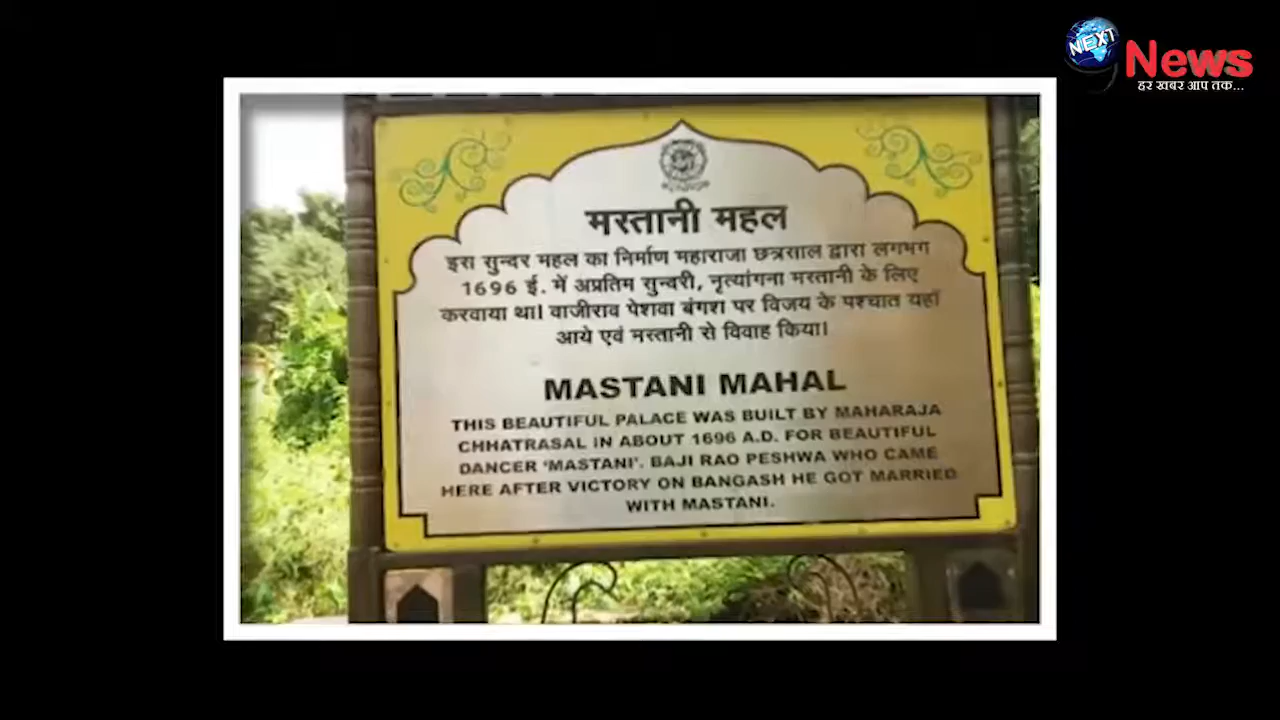 NEXT
News
हर खबर आप तक...
मस्तानी महल
इस सुन्दर महल का निर्माण महाराजा छत्रसाल द्वारा लगभग
1696 ई. में अप्रतिम सुन्दरी, नृत्यांगना मस्तानी के लिए
करवाया था। वाजीराव पेशवा बंगश पर विजय के पश्चात यहाँ
आये एवं मस्तानी से विवाह किया।
MASTANI MAHAL
THIS BEAUTIFUL PALACE WAS BUILT BY MAHARAJA
CHHATRASAL IN ABOUT 1696 A.D. FOR BEAUTIFUL
DANCER 'MASTANI'. BAJI RAO PESHWA WHO CAME
HERE AFTER VICTORY ON BANGASH HE GOT MARRIED
WITH MASTANI.